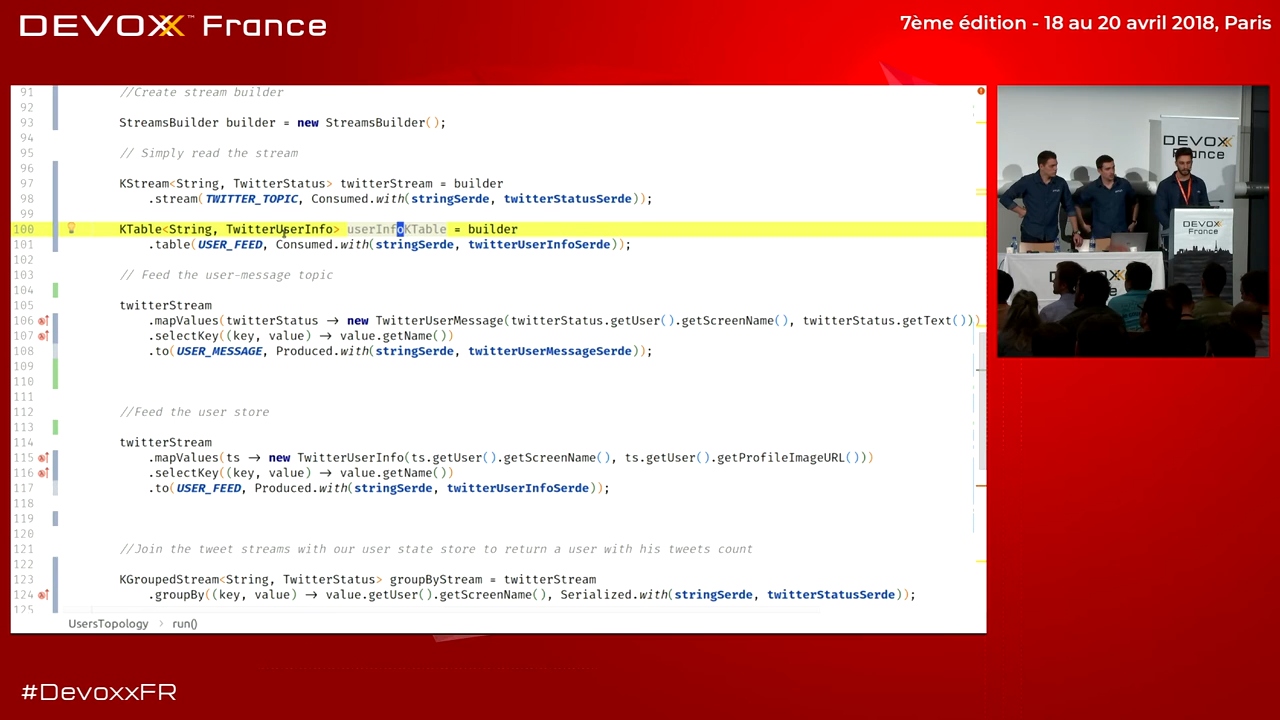 DEVOXX™ France
7ème édition - 18 au 20 avril 2018, Paris
91 //Create stream builder
92
93 StreamsBuilder builder = new StreamsBuilder();
94
95 // Simply read the stream
96
97 KStream<String, TwitterStatus> twitterStream = builder
98 .stream(TWITTER_TOPIC, Consumed.with(stringSerde, twitterStatusSerde));
99
100 KTable<String, TwitterUserInfo> userInfoKTable = builder
101 .table(USER_FEED, Consumed.with(stringSerde, twitterUserInfoSerde));
102
103 // Feed the user-message topic
104
105 twitterStream
106 .mapValues(twitterStatus → new TwitterUserMessage(twitterStatus.getUser().getScreenName(), twitterStatus.getText()))
107 .selectKey((key, value) → value.getName())
108 .to(USER_MESSAGE, Produced.with(stringSerde, twitterUserMessageSerde));
109
110
111
112 //Feed the user store
113
114 twitterStream
115 .mapValues(ts → new TwitterUserInfo(ts.getUser().getScreenName(), ts.getUser().getProfileImageURL()))
116 .selectKey((key, value) → value.getName())
117 .to(USER_FEED, Produced.with(stringSerde, twitterUserInfoSerde));
118
119
120
121 //Join the tweet streams with our user state store to return a user with his tweets count
122
123 KGroupedStream<String, TwitterStatus> groupByStream = twitterStream
124 .groupBy((key, value) → value.getUser().getScreenName(), Serialized.with(stringSerde, twitterStatusSerde));
125
UsersTopology > run()
DEVOXX
France
DEVOXX
France
#DevoxxFR